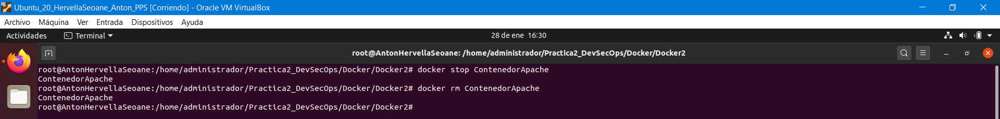 Ubuntu_20_HervellaSeoane_Anton_PPS [Corriendo] - Oracle VM VirtualBox
Archivo Máquina Ver Entrada Dispositivos Ayuda
Actividades Terminal 28 de ene 16:30
root@AntonHervellaSeoane: /home/administrador/Practica2_DevSecOps/Docker/Docker2
root@AntonHervellaSeoane:/home/administrador/Practica2_DevSecOps/Docker/Docker2# docker stop ContenedorApache
ContenedorApache
root@AntonHervellaSeoane:/home/administrador/Practica2_DevSecOps/Docker/Docker2# docker rm ContenedorApache
ContenedorApache
root@AntonHervellaSeoane:/home/administrador/Practica2_DevSecOps/Docker/Docker2#